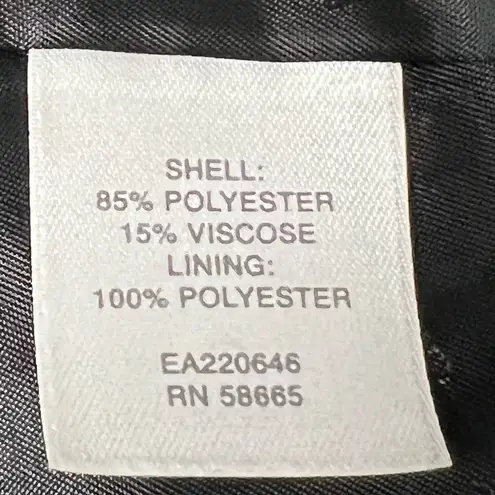 SHELL:
85% POLYESTER
15% VISCOSE
LINING:
100% POLYESTER
EA220646
RN 58665